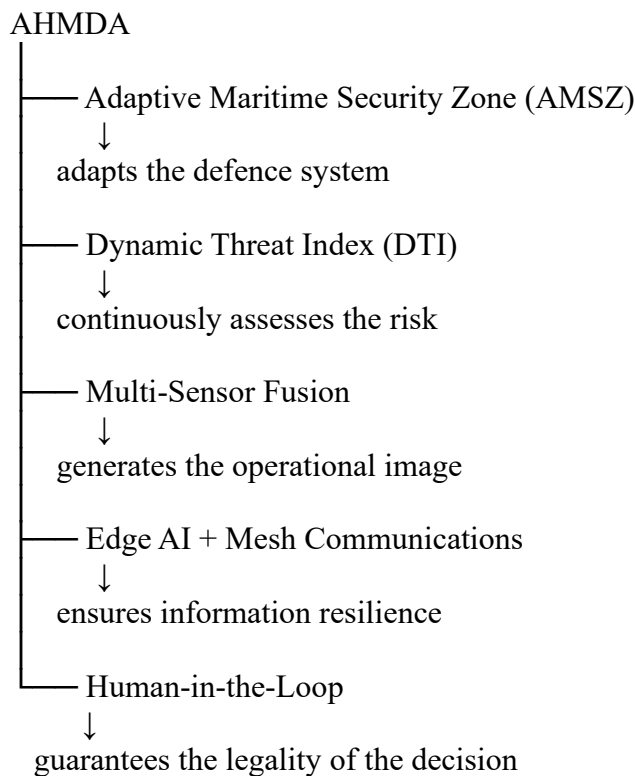 AHMDA
Adaptive Maritime Security Zone (AMSZ)
↓
adapts the defence system
Dynamic Threat Index (DTI)
↓
continuously assesses the risk
Multi-Sensor Fusion
↓
generates the operational image
Edge AI + Mesh Communications
↓
ensures information resilience
Human-in-the-Loop
↓
guarantees the legality of the decision